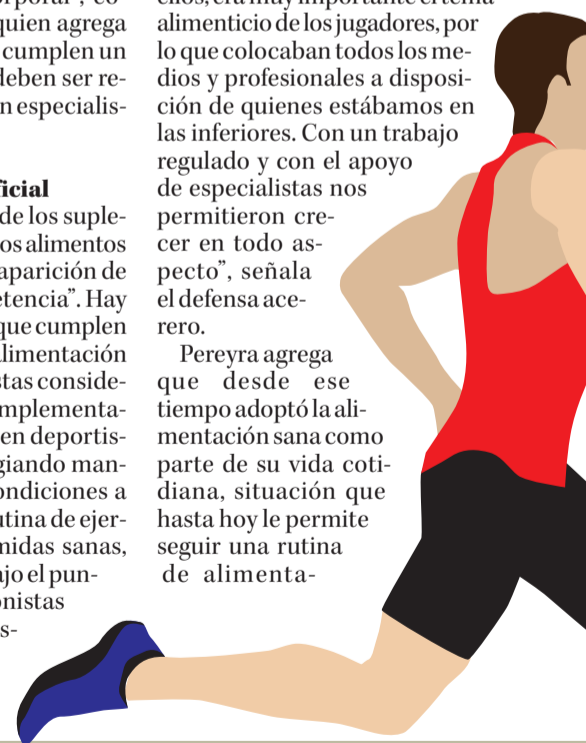 quien agrega
cumplen un
deben ser re-
n especialis-
ficial
de los suple-
os alimentos
aparición de
etencia”. Hay
que cumplen
limentación
stas conside-
mplementa-
en deportis-
giando man-
ondiciones a
utina de ejer-
midas sanas,
ajo el pun-
onistas
s-
alimenticio de los jugadores, por
lo que colocaban todos los me-
dios y profesionales a disposi-
ción de quienes estábamos en
las inferiores. Con un trabajo
regulado y con el apoyo
de especialistas nos
permitieron cre-
cer en todo as-
pecto”, señala
el defensa ace-
rero.
Pereyra agrega
que desde ese
tiempo adoptó la ali-
mentación sana como
parte de su vida coti-
diana, situación que
hasta hoy le permite
seguir una rutina
de alimenta-